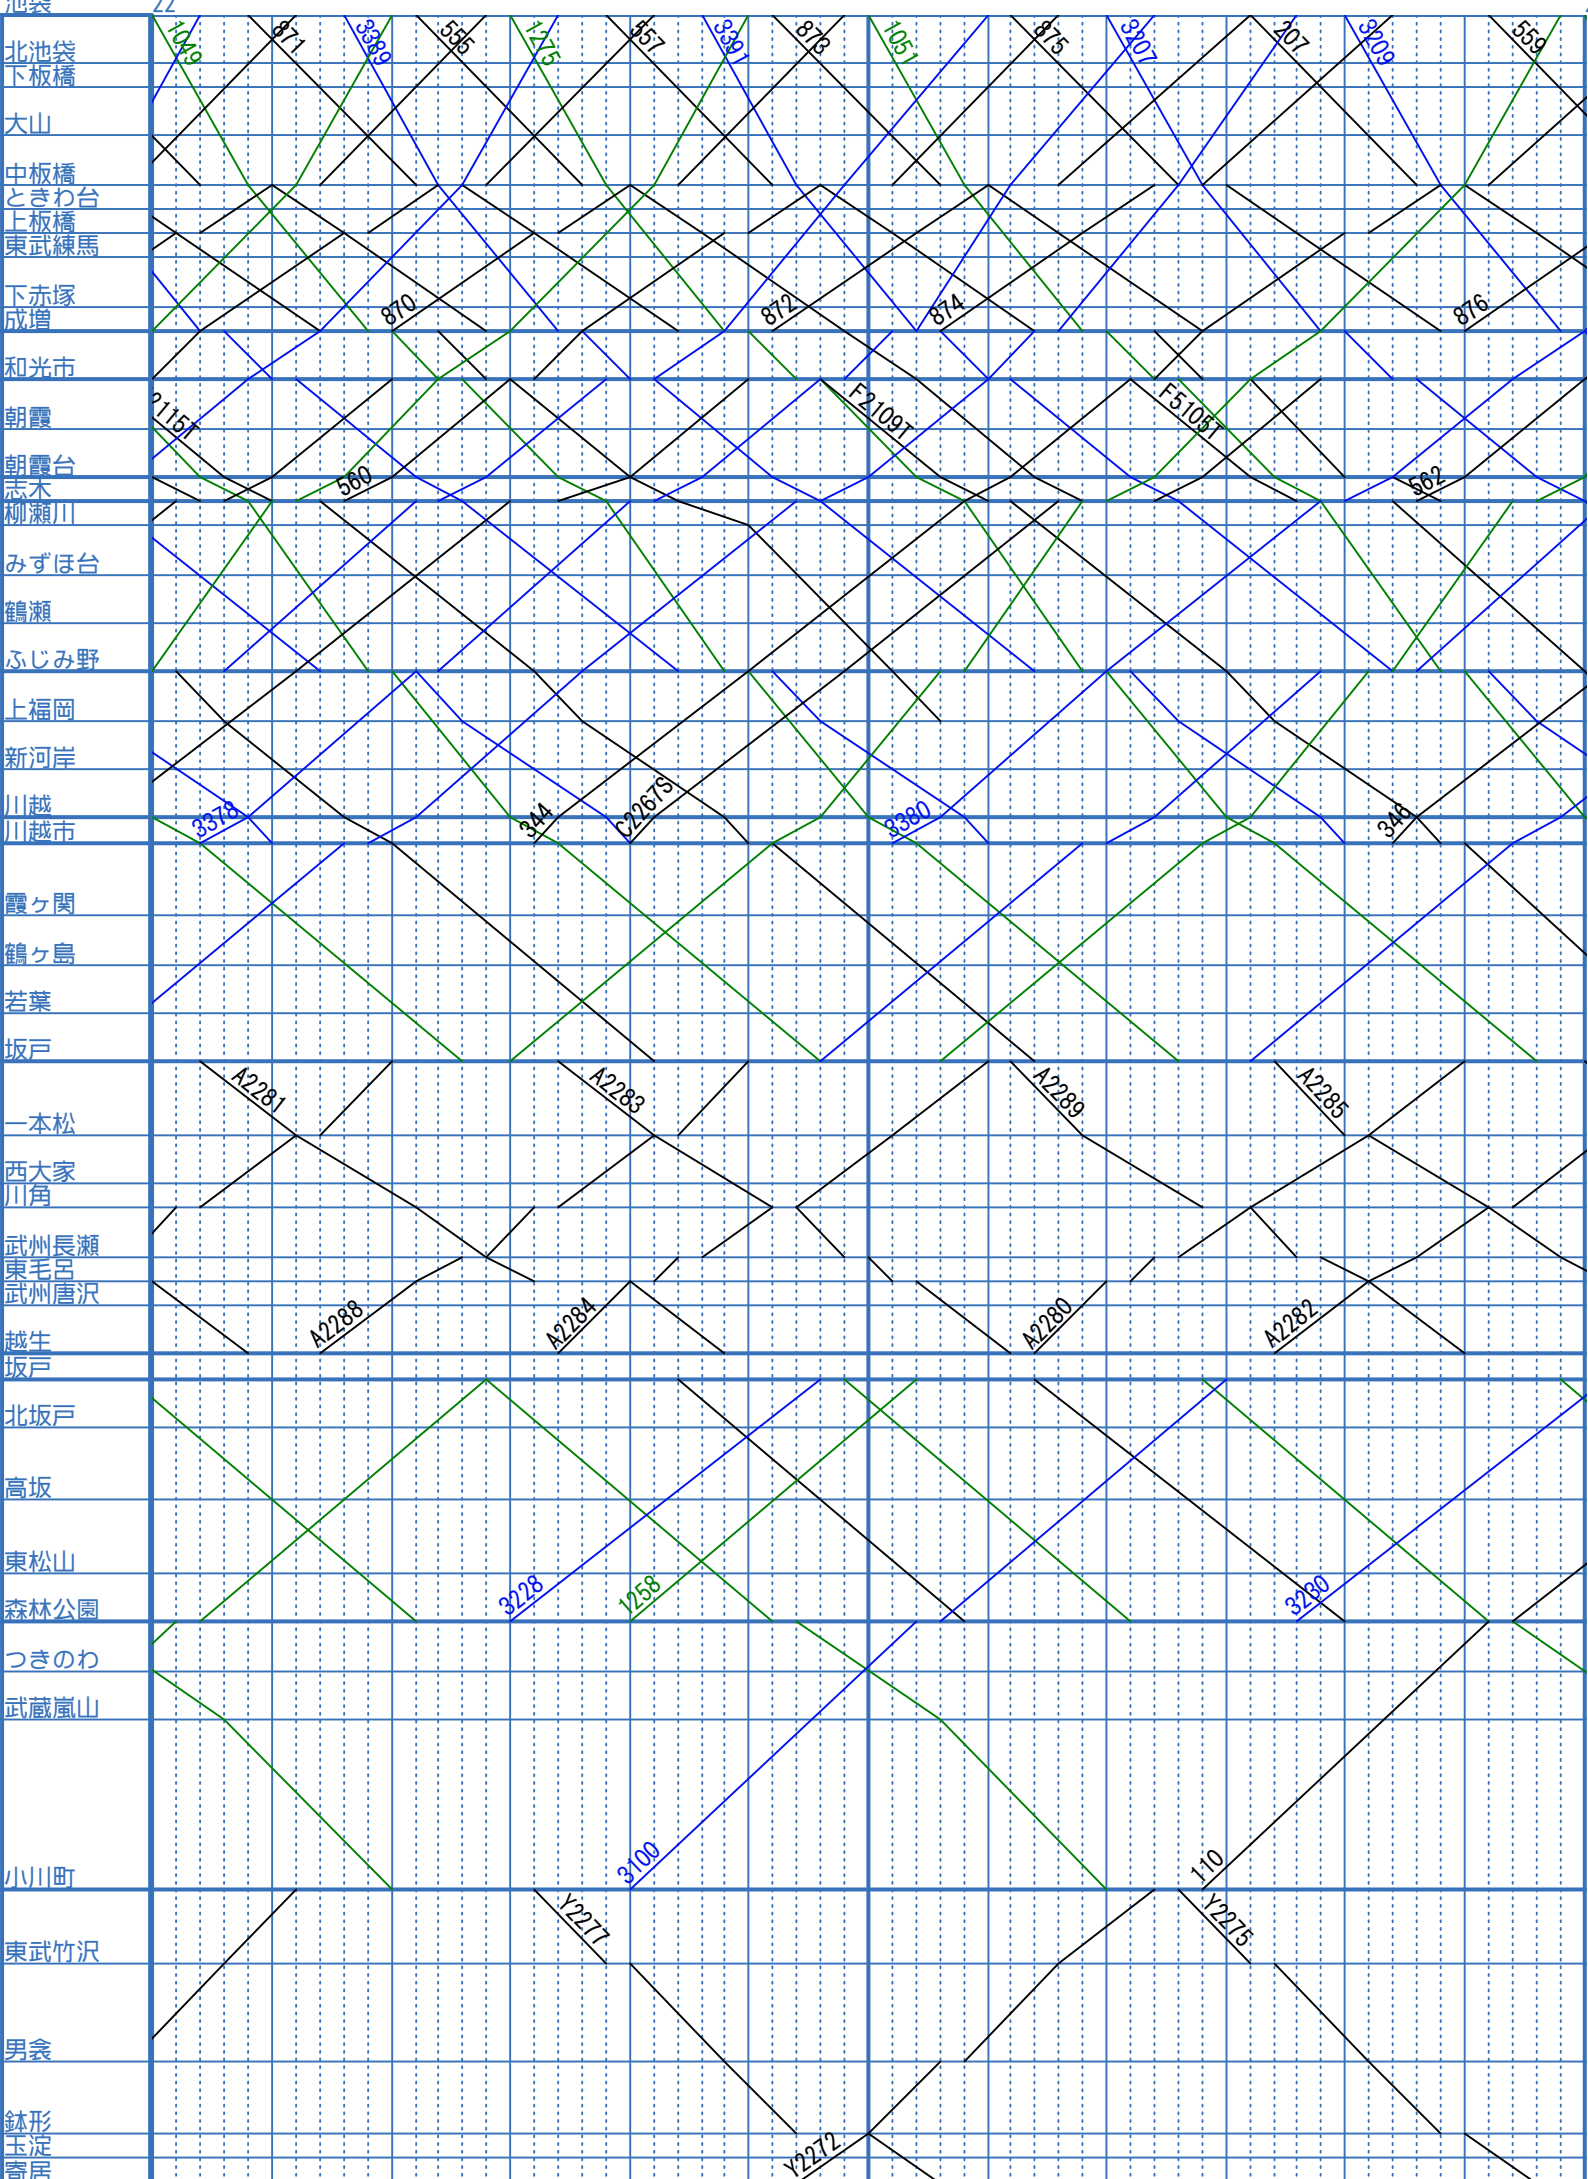 池袋 22
1049 871 3389 555 1275 557 3391 873 1051 875 3207 207 3209 559
北池袋
下板橋
大山
中板橋
ときわ台
上板橋
東武練馬
下赤塚
成増 870 872 874 876
和光市
朝霞 2115T F2109T F5105T
朝霞台
志木 560 562
柳瀬川
みずほ台
鶴瀬
ふじみ野
上福岡
新河岸
川越
川越市 3378 344 C2267S 3380 346
霞ヶ関
鶴ヶ島
若葉
坂戸
A2281 A2283 A2289 A2285
一本松
西大家
川角
武州長瀬
東毛呂
武州唐沢
越生 A2288 A2284 A2280 A2282
坂戸
北坂戸
高坂
東松山
森林公園 3228 1258 3230
つきのわ
武蔵嵐山
小川町 3100 110
Y2277 Y2275
東武竹沢
男衾
鉢形
玉淀
寄居 Y2272